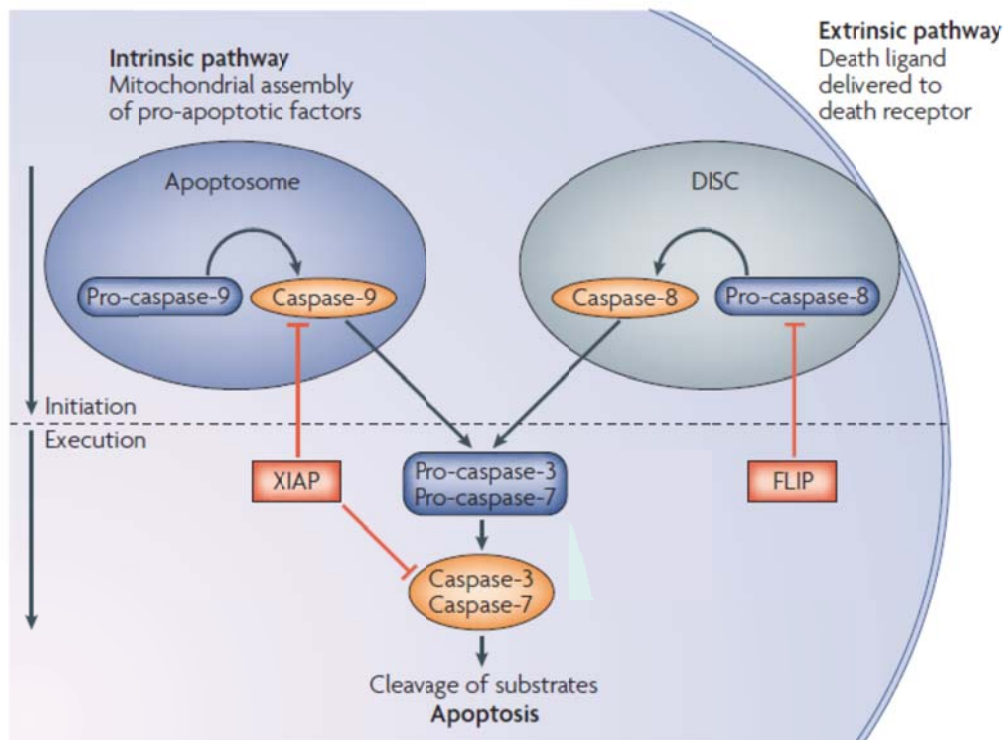 Intrinsic pathway
Mitochondrial assembly
of pro-apoptotic factors
Extrinsic pathway
Death ligand
delivered to
death receptor
Apoptosome
Pro-caspase-9
Caspase-9
DISC
Caspase-8
Pro-caspase-8
Initiation
Execution
XIAP
Pro-caspase-3
Pro-caspase-7
FLIP
Caspase-3
Caspase-7
Cleavage of substrates
Apoptosis